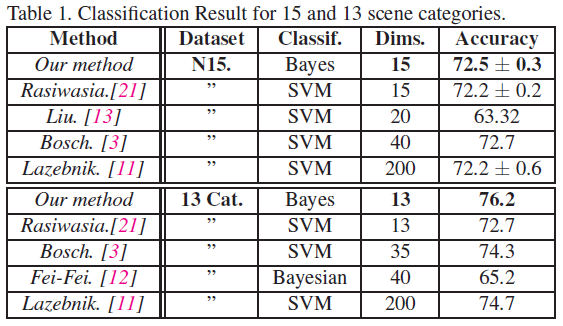 Table 1. Classification Result for 15 and 13 scene categories.
Method Dataset Classif. Dims. Accuracy
Our method N15. Bayes 15 72.5 ± 0.3
Rasiwasia.[21] ” SVM 15 72.2 ± 0.2
Liu. [13] ” SVM 20 63.32
Bosch. [3] ” SVM 40 72.7
Lazebnik. [11] ” SVM 200 72.2 ± 0.6
Our method 13 Cat. Bayes 13 76.2
Rasiwasia.[21] ” SVM 13 72.7
Bosch. [3] ” SVM 35 74.3
Fei-Fei. [12] ” Bayesian 40 65.2
Lazebnik. [11] ” SVM 200 74.7